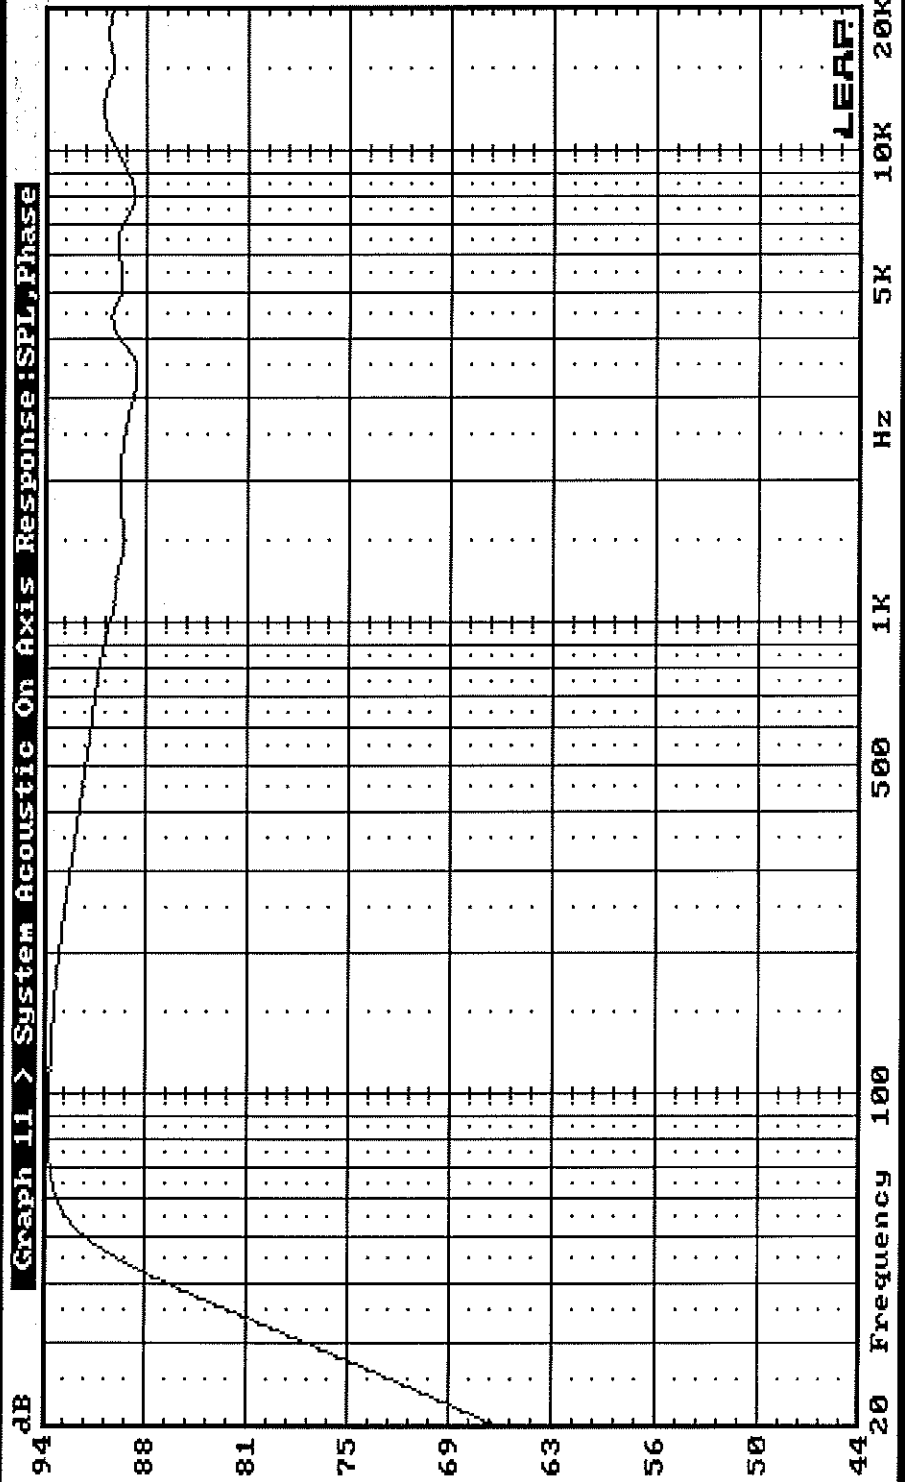 Graph 11 > System Acoustic On Axis Response:SPL,Phase
dB
94
88
81
75
69
63
56
50
44
LEAP
20 Frequency 100 500 1K Hz 5K 10K 20K